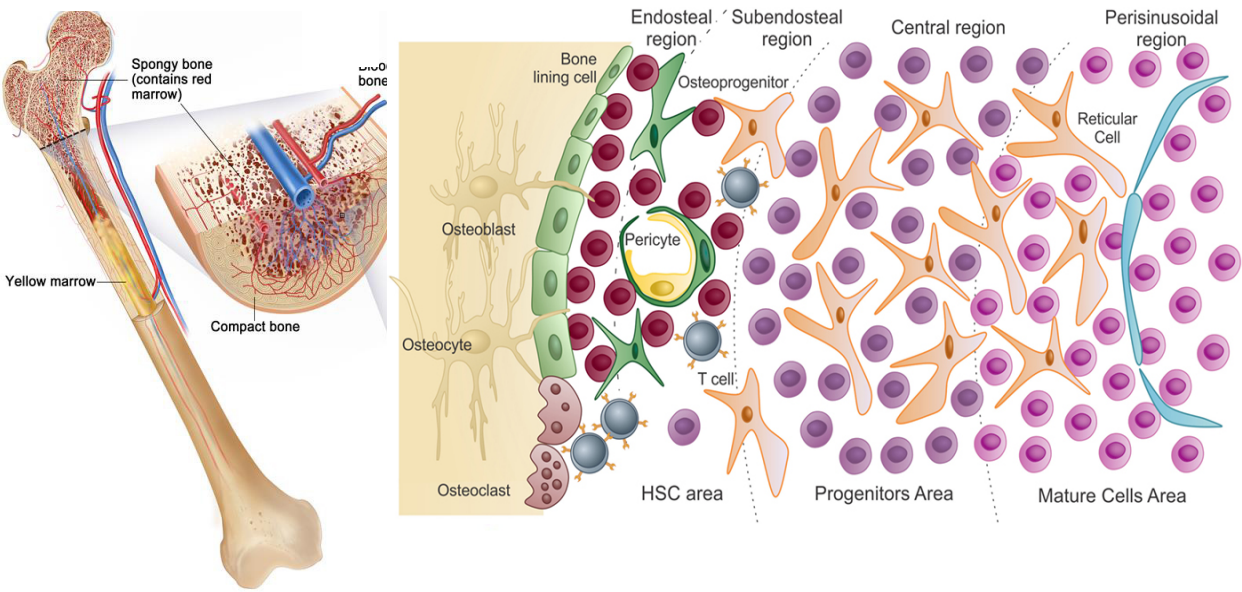 Spongy bone
(contains red
marrow)
bone
Yellow marrow
Compact bone
Endosteal
region
Subendosteal
region
Central region
Perisinusoidal
region
Bone
lining cell
Osteoprogenitor
Reticular
Cell
Osteoblast
Pericyte
Osteocyte
T cell
Osteoclast
HSC area
Progenitors Area
Mature Cells Area